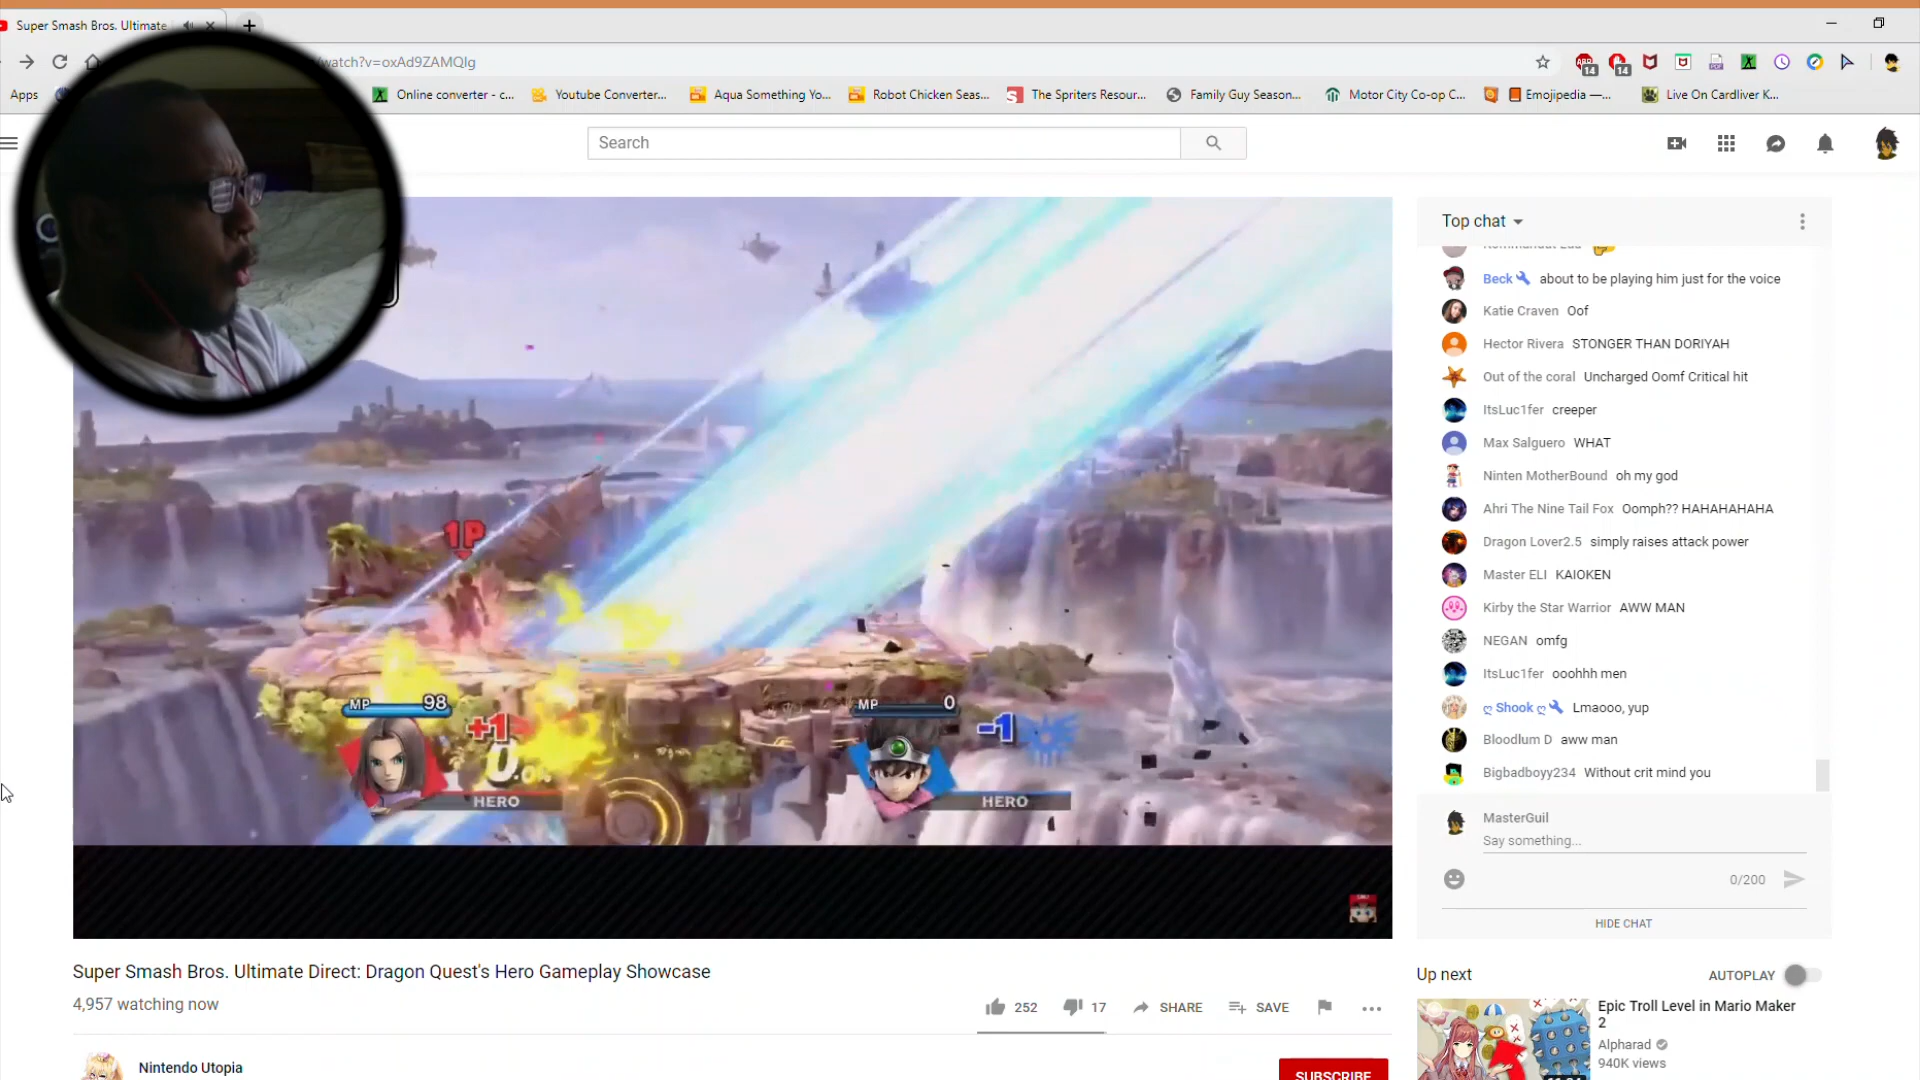 Super Smash Bros. Ultimate
watch?v=oxAd9ZAMQIg
14
14
Apps
Online converter - c...
Youtube Converter...
Aqua Something Yo...
Robot Chicken Seas...
The Spriters Resour...
Family Guy Season...
Motor City Co-op C...
Emojipedia —...
Live On Cardliver K...
Search
Top chat
Beck about to be playing him just for the voice
Katie Craven Oof
Hector Rivera STONGER THAN DORIYAH
Out of the coral Uncharged Oomf Critical hit
ItsLuc1fer creeper
Max Salguero WHAT
Ninten MotherBound oh my god
Ahri The Nine Tail Fox Oomph?? HAHAHAHAHA
Dragon Lover2.5 simply raises attack power
Master ELI KAIOKEN
Kirby the Star Warrior AWW MAN
NEGAN omfg
ItsLuc1fer ooohhh men
ღ Shook ღ Lmaooo, yup
Bloodlum D aww man
Bigbadboyy234 Without crit mind you
MasterGuil
Say something...
0/200
HIDE CHAT
1P
MP 98
+1
HERO
MP 0
-1
HERO
Super Smash Bros. Ultimate Direct: Dragon Quest's Hero Gameplay Showcase
4,957 watching now
252
17
SHARE
SAVE
Nintendo Utopia
SUBSCRIBE
Up next
AUTOPLAY
Epic Troll Level in Mario Maker
2
Alpharad
940K views